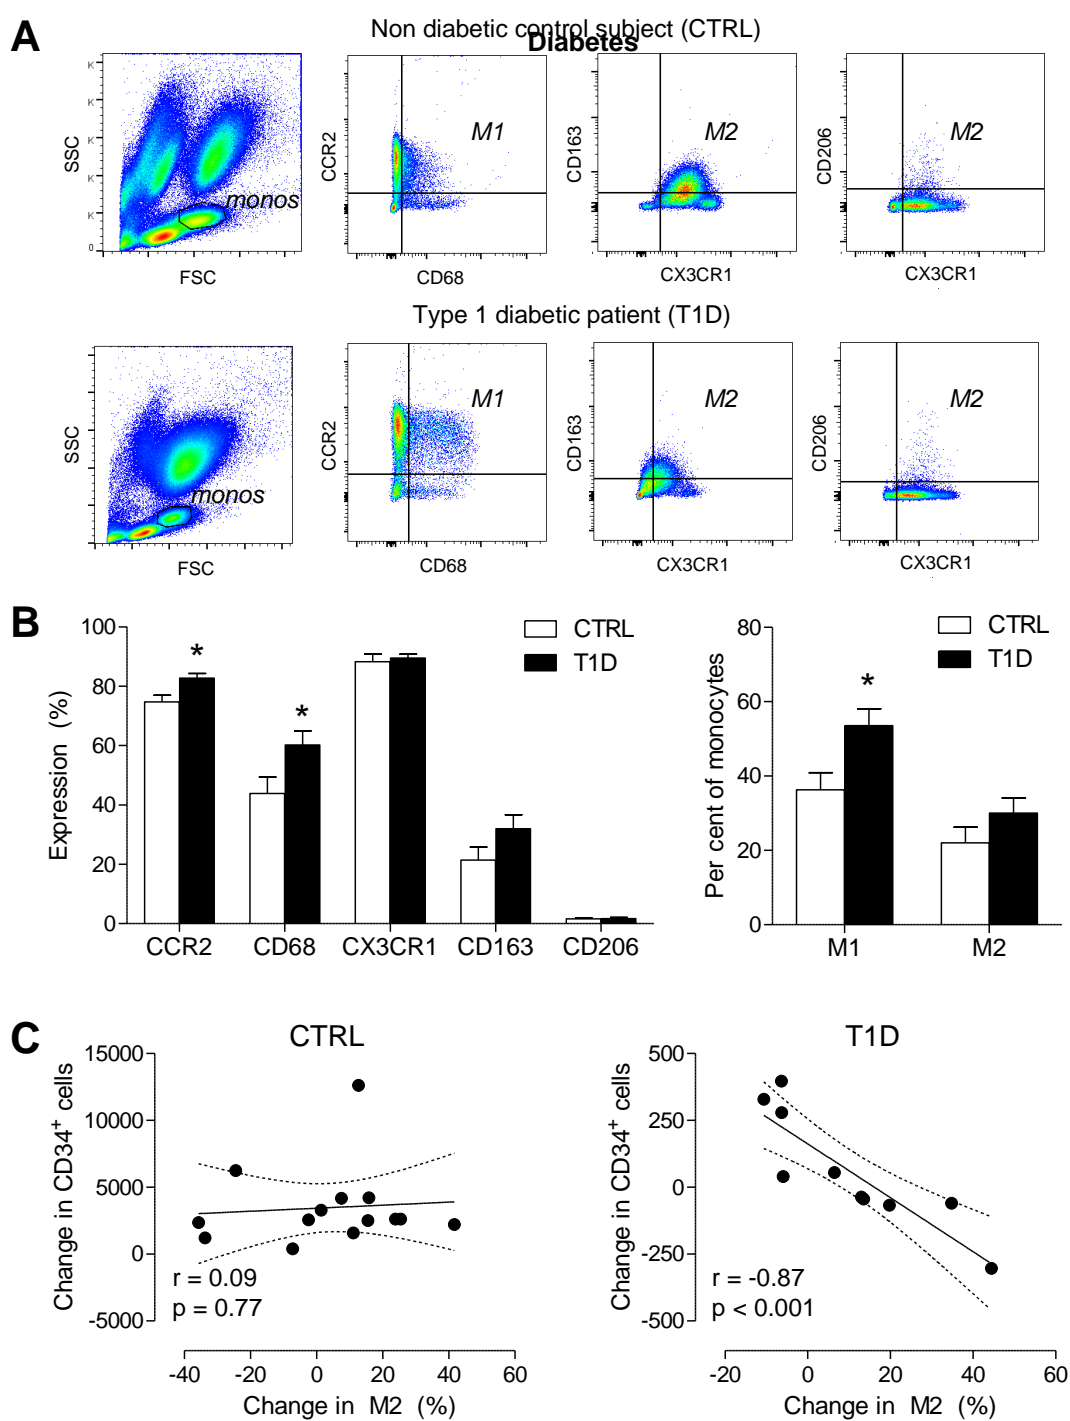 A
Non diabetic control subject (CTRL)
Diabetes
K
K
K
K
K
0
SSC
monos
FSC
CCR2
M1
CD68
CD163
M2
CX3CR1
CD206
M2
CX3CR1
Type 1 diabetic patient (T1D)
SSC
monos
FSC
CCR2
M1
CD68
CD163
M2
CX3CR1
CD206
M2
CX3CR1
B
Expression (%)
100
80
60
40
20
0
*
*
CTRL
T1D
CCR2 CD68 CX3CR1 CD163 CD206
Per cent of monocytes
80
60
40
20
0
*
CTRL
T1D
M1 M2
C
CTRL
Change in CD34+ cells
15000
10000
5000
0
-5000
r = 0.09
p = 0.77
-40 -20 0 20 40 60
Change in M2 (%)
T1D
Change in CD34+ cells
500
250
0
-250
-500
r = -0.87
p < 0.001
-20 0 20 40 60
Change in M2 (%)